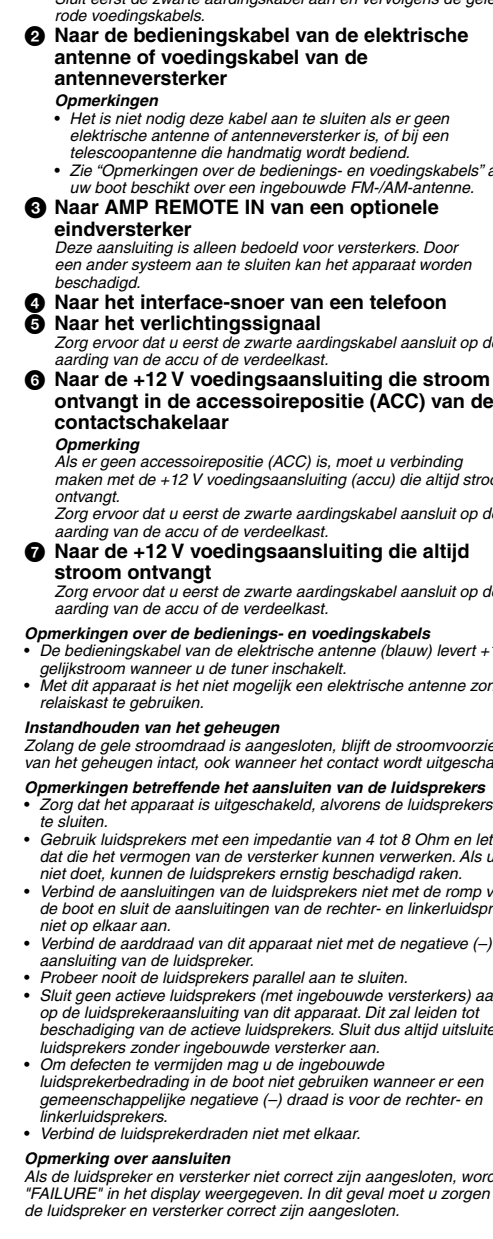 Sluit eerst de zwarte aardingskabel aan en vervolgens de gele
rode voedingskabels.
❷ Naar de bedieningskabel van de elektrische
antenne of voedingskabel van de
antenneversterker
Opmerkingen
• Het is niet nodig deze kabel aan te sluiten als er geen
elektrische antenne of antenneversterker is, of bij een
telescoopantenne die handmatig wordt bediend.
• Zie “Opmerkingen over de bedienings- en voedingskabels” a
uw boot beschikt over een ingebouwde FM-/AM-antenne.
❸ Naar AMP REMOTE IN van een optionele
eindversterker
Deze aansluiting is alleen bedoeld voor versterkers. Door
een ander systeem aan te sluiten kan het apparaat worden
beschadigd.
❹ Naar het interface-snoer van een telefoon
❺ Naar het verlichtingssignaal
Zorg ervoor dat u eerst de zwarte aardingskabel aansluit op de
aarding van de accu of de verdeelkast.
❻ Naar de +12 V voedingsaansluiting die stroom
ontvangt in de accessoirepositie (ACC) van de
contactschakelaar
Opmerking
Als er geen accessoirepositie (ACC) is, moet u verbinding
maken met de +12 V voedingsaansluiting (accu) die altijd stroo
ontvangt.
Zorg ervoor dat u eerst de zwarte aardingskabel aansluit op de
aarding van de accu of de verdeelkast.
❼ Naar de +12 V voedingsaansluiting die altijd
stroom ontvangt
Zorg ervoor dat u eerst de zwarte aardingskabel aansluit op de
aarding van de accu of de verdeelkast.
Opmerkingen over de bedienings- en voedingskabels
• De bedieningskabel van de elektrische antenne (blauw) levert +1
gelijkstroom wanneer u de tuner inschakelt.
• Met dit apparaat is het niet mogelijk een elektrische antenne zon
relaiskast te gebruiken.
Instandhouden van het geheugen
Zolang de gele stroomdraad is aangesloten, blijft de stroomvoorzie
van het geheugen intact, ook wanneer het contact wordt uitgescha
Opmerkingen betreffende het aansluiten van de luidsprekers
• Zorg dat het apparaat is uitgeschakeld, alvorens de luidsprekers
te sluiten.
• Gebruik luidsprekers met een impedantie van 4 tot 8 Ohm en let
dat die het vermogen van de versterker kunnen verwerken. Als u
niet doet, kunnen de luidsprekers ernstig beschadigd raken.
• Verbind de aansluitingen van de luidsprekers niet met de romp v
de boot en sluit de aansluitingen van de rechter- en linkerluidspr
niet op elkaar aan.
• Verbind de aarddraad van dit apparaat niet met de negatieve (–)
aansluiting van de luidspreker.
• Probeer nooit de luidsprekers parallel aan te sluiten.
• Sluit geen actieve luidsprekers (met ingebouwde versterkers) aa
op de luidsprekeraansluiting van dit apparaat. Dit zal leiden tot
beschadiging van de actieve luidsprekers. Sluit dus altijd uitsluite
luidsprekers zonder ingebouwde versterker aan.
• Om defecten te vermijden mag u de ingebouwde
luidsprekerbedrading in de boot niet gebruiken wanneer er een
gemeenschappelijke negatieve (–) draad is voor de rechter- en
linkerluidsprekers.
• Verbind de luidsprekerdraden niet met elkaar.
Opmerking over aansluiten
Als de luidspreker en versterker niet correct zijn aangesloten, word
"FAILURE" in het display weergegeven. In dit geval moet u zorgen
de luidspreker en versterker correct zijn aangesloten.